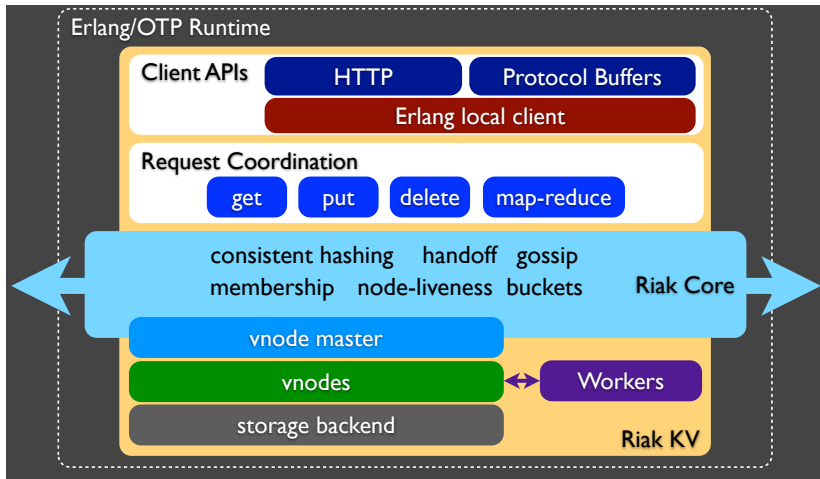 Erlang/OTP Runtime
Client APIs
HTTP
Protocol Buffers
Erlang local client
Request Coordination
get
put
delete
map-reduce
consistent hashing handoff gossip
membership node-liveness buckets
Riak Core
vnode master
vnodes
Workers
storage backend
Riak KV